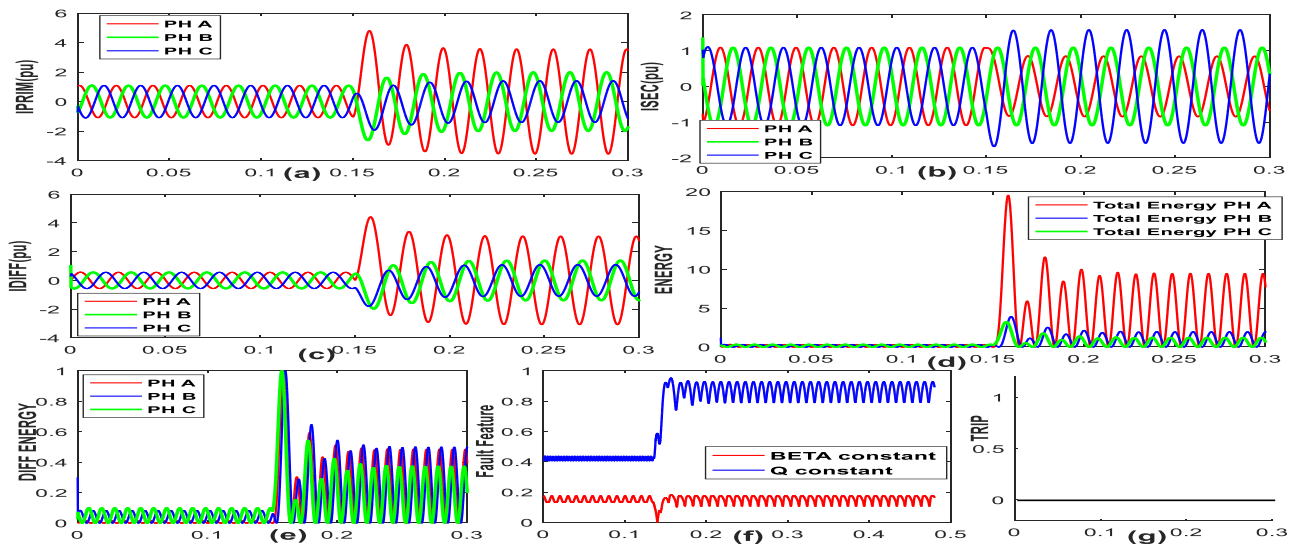 IPRIM(pu)
6
4
2
0
-2
-4
PH A
PH B
PH C
0
0.05
0.1
0.15
0.2
0.25
0.3
(a)
ISEC(pu)
2
1
0
-1
-2
PH A
PH B
PH C
0
0.05
0.1
0.15
0.2
0.25
0.3
(b)
IDIFF(pu)
6
4
2
0
-2
-4
PH A
PH B
PH C
0
0.05
0.1
0.15
0.2
0.25
0.3
(c)
ENERGY
20
15
10
5
0
Total Energy PH A
Total Energy PH B
Total Energy PH C
0
0.05
0.1
0.15
0.2
0.25
0.3
(d)
DIFF ENERGY
1
0.8
0.6
0.4
0.2
0
PH A
PH B
PH C
0
0.1
0.2
0.3
(e)
Fault Feature
1
0.8
0.6
0.4
0.2
0
BETA constant
Q constant
0
0.1
0.2
0.3
0.4
0.5
(f)
TRIP
1
0
0
0.1
0.2
0.3
(g)